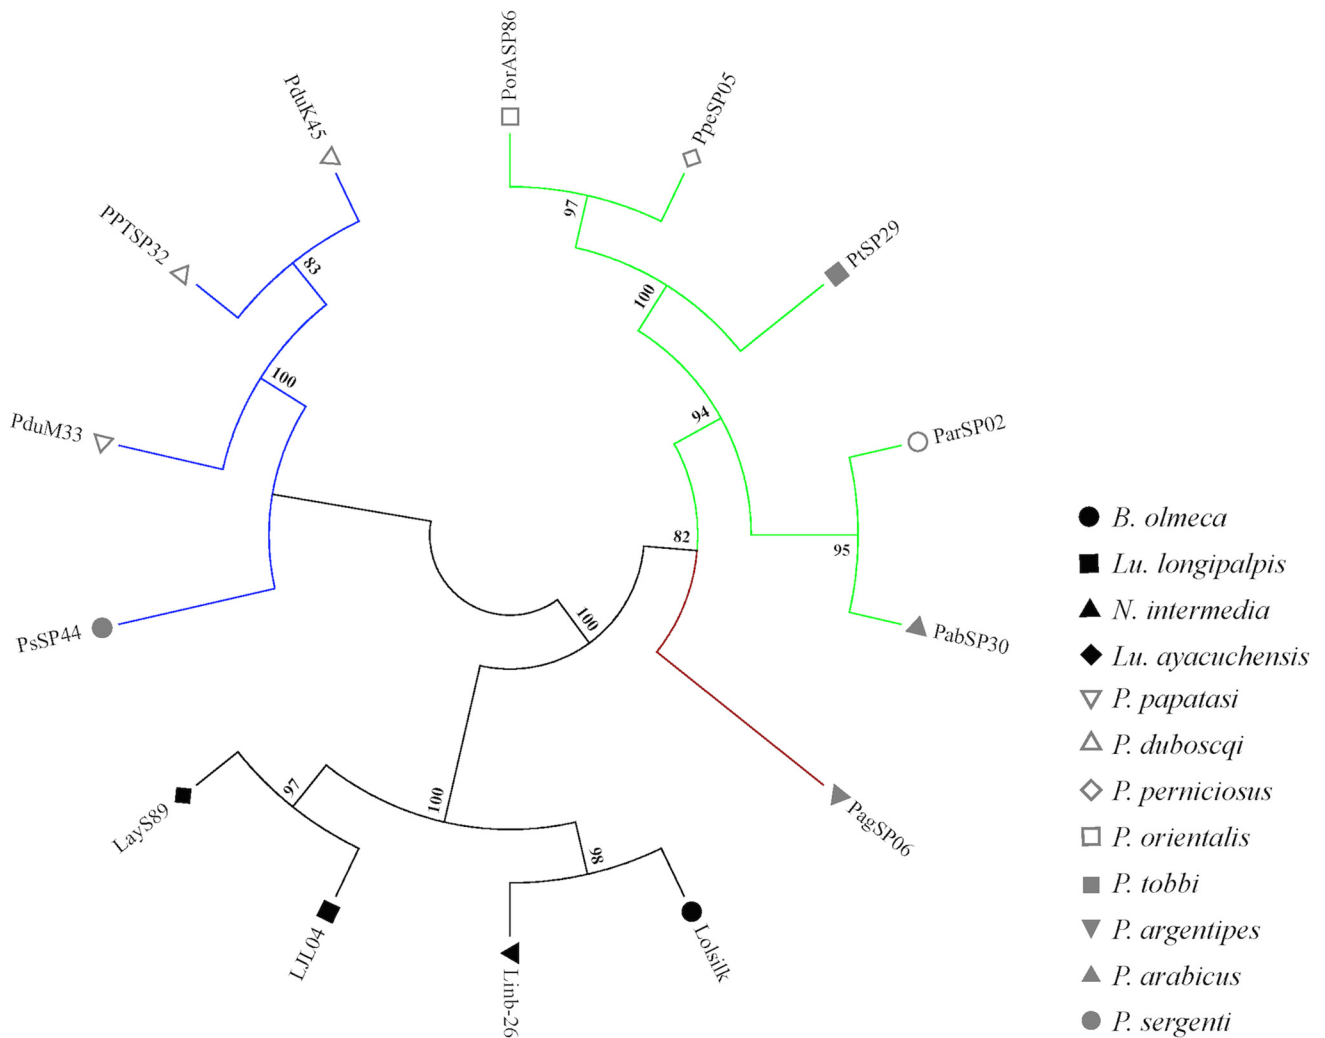 PorASP86
PpeSP05
PduK45
PPTSP32
PtSP29
97
83
100
100
94
PduM33
ParSP02
82
95
100
PsSP44
PabSP30
LayS89
97
100
98
PagSP06
LJL04
Linb-26
Lolsilk
B. olmeca
Lu. longipalpis
N. intermedia
Lu. ayacuchensis
P. papatasi
P. duboscqi
P. perniciosus
P. orientalis
P. tobbi
P. argentipes
P. arabicus
P. sergenti